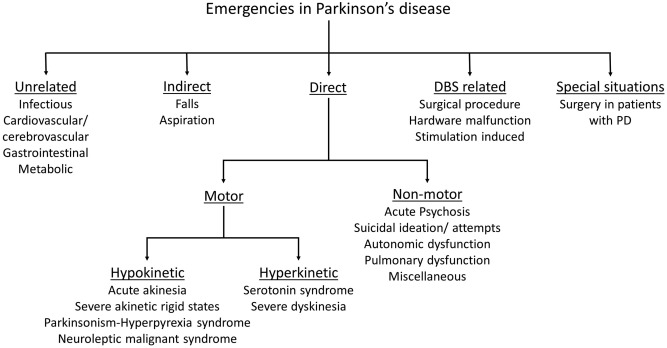 Emergencies in Parkinson's disease
Unrelated
Infectious
Cardiovascular/
cerebrovascular
Gastrointestinal
Metabolic
Indirect
Falls
Aspiration
Direct
DBS related
Surgical procedure
Hardware malfunction
Stimulation induced
Special situations
Surgery in patients
with PD
Motor
Non-motor
Acute Psychosis
Suicidal ideation/ attempts
Autonomic dysfunction
Pulmonary dysfunction
Miscellaneous
Hypokinetic
Acute akinesia
Severe akinetic rigid states
Parkinsonism-Hyperpyrexia syndrome
Neuroleptic malignant syndrome
Hyperkinetic
Serotonin syndrome
Severe dyskinesia